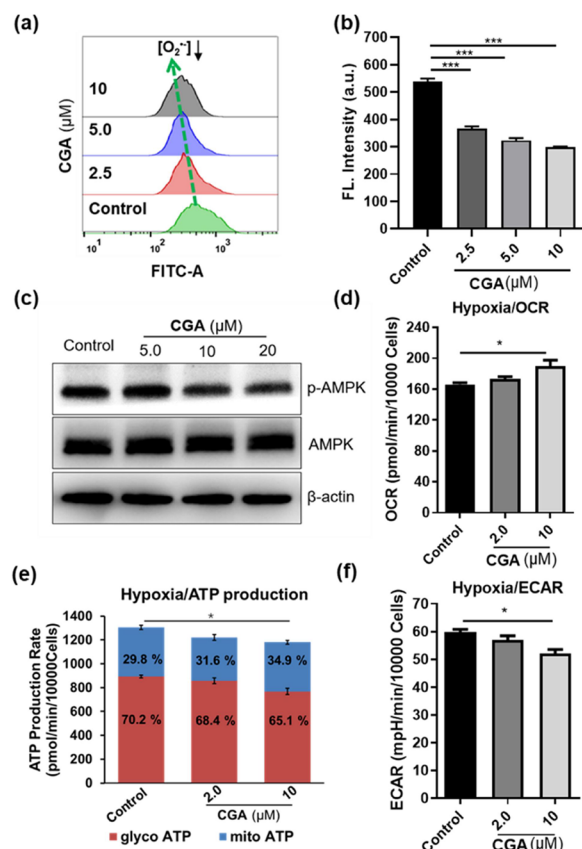 (a)
[O₂•⁻]
CGA (μM)
10
5.0
2.5
Control
10¹ 10² 10³
FITC-A
(b)
FL. Intensity (a.u.)
700
600
500
400
300
200
100
0
***
***
***
Control
2.5
5.0
10
CGA(μM)
(c)
Control
CGA (μM)
5.0 10 20
p-AMPK
AMPK
β-actin
(d)
Hypoxia/OCR
OCR (pmol/min/10000 Cells)
200
160
120
80
40
0
*
Control
2.0
10
CGA (μM)
(e)
Hypoxia/ATP production
ATP Production Rate
(pmol/min/10000Cells)
1400
1200
1000
800
600
400
200
0
*
29.8 % 31.6 % 34.9 %
70.2 % 68.4 % 65.1 %
Control
2.0
10
CGA (μM)
glyco ATP mito ATP
(f)
Hypoxia/ECAR
ECAR (mpH/min/10000 Cells)
80
60
40
20
0
*
Control
2.0
10
CGA (μM)